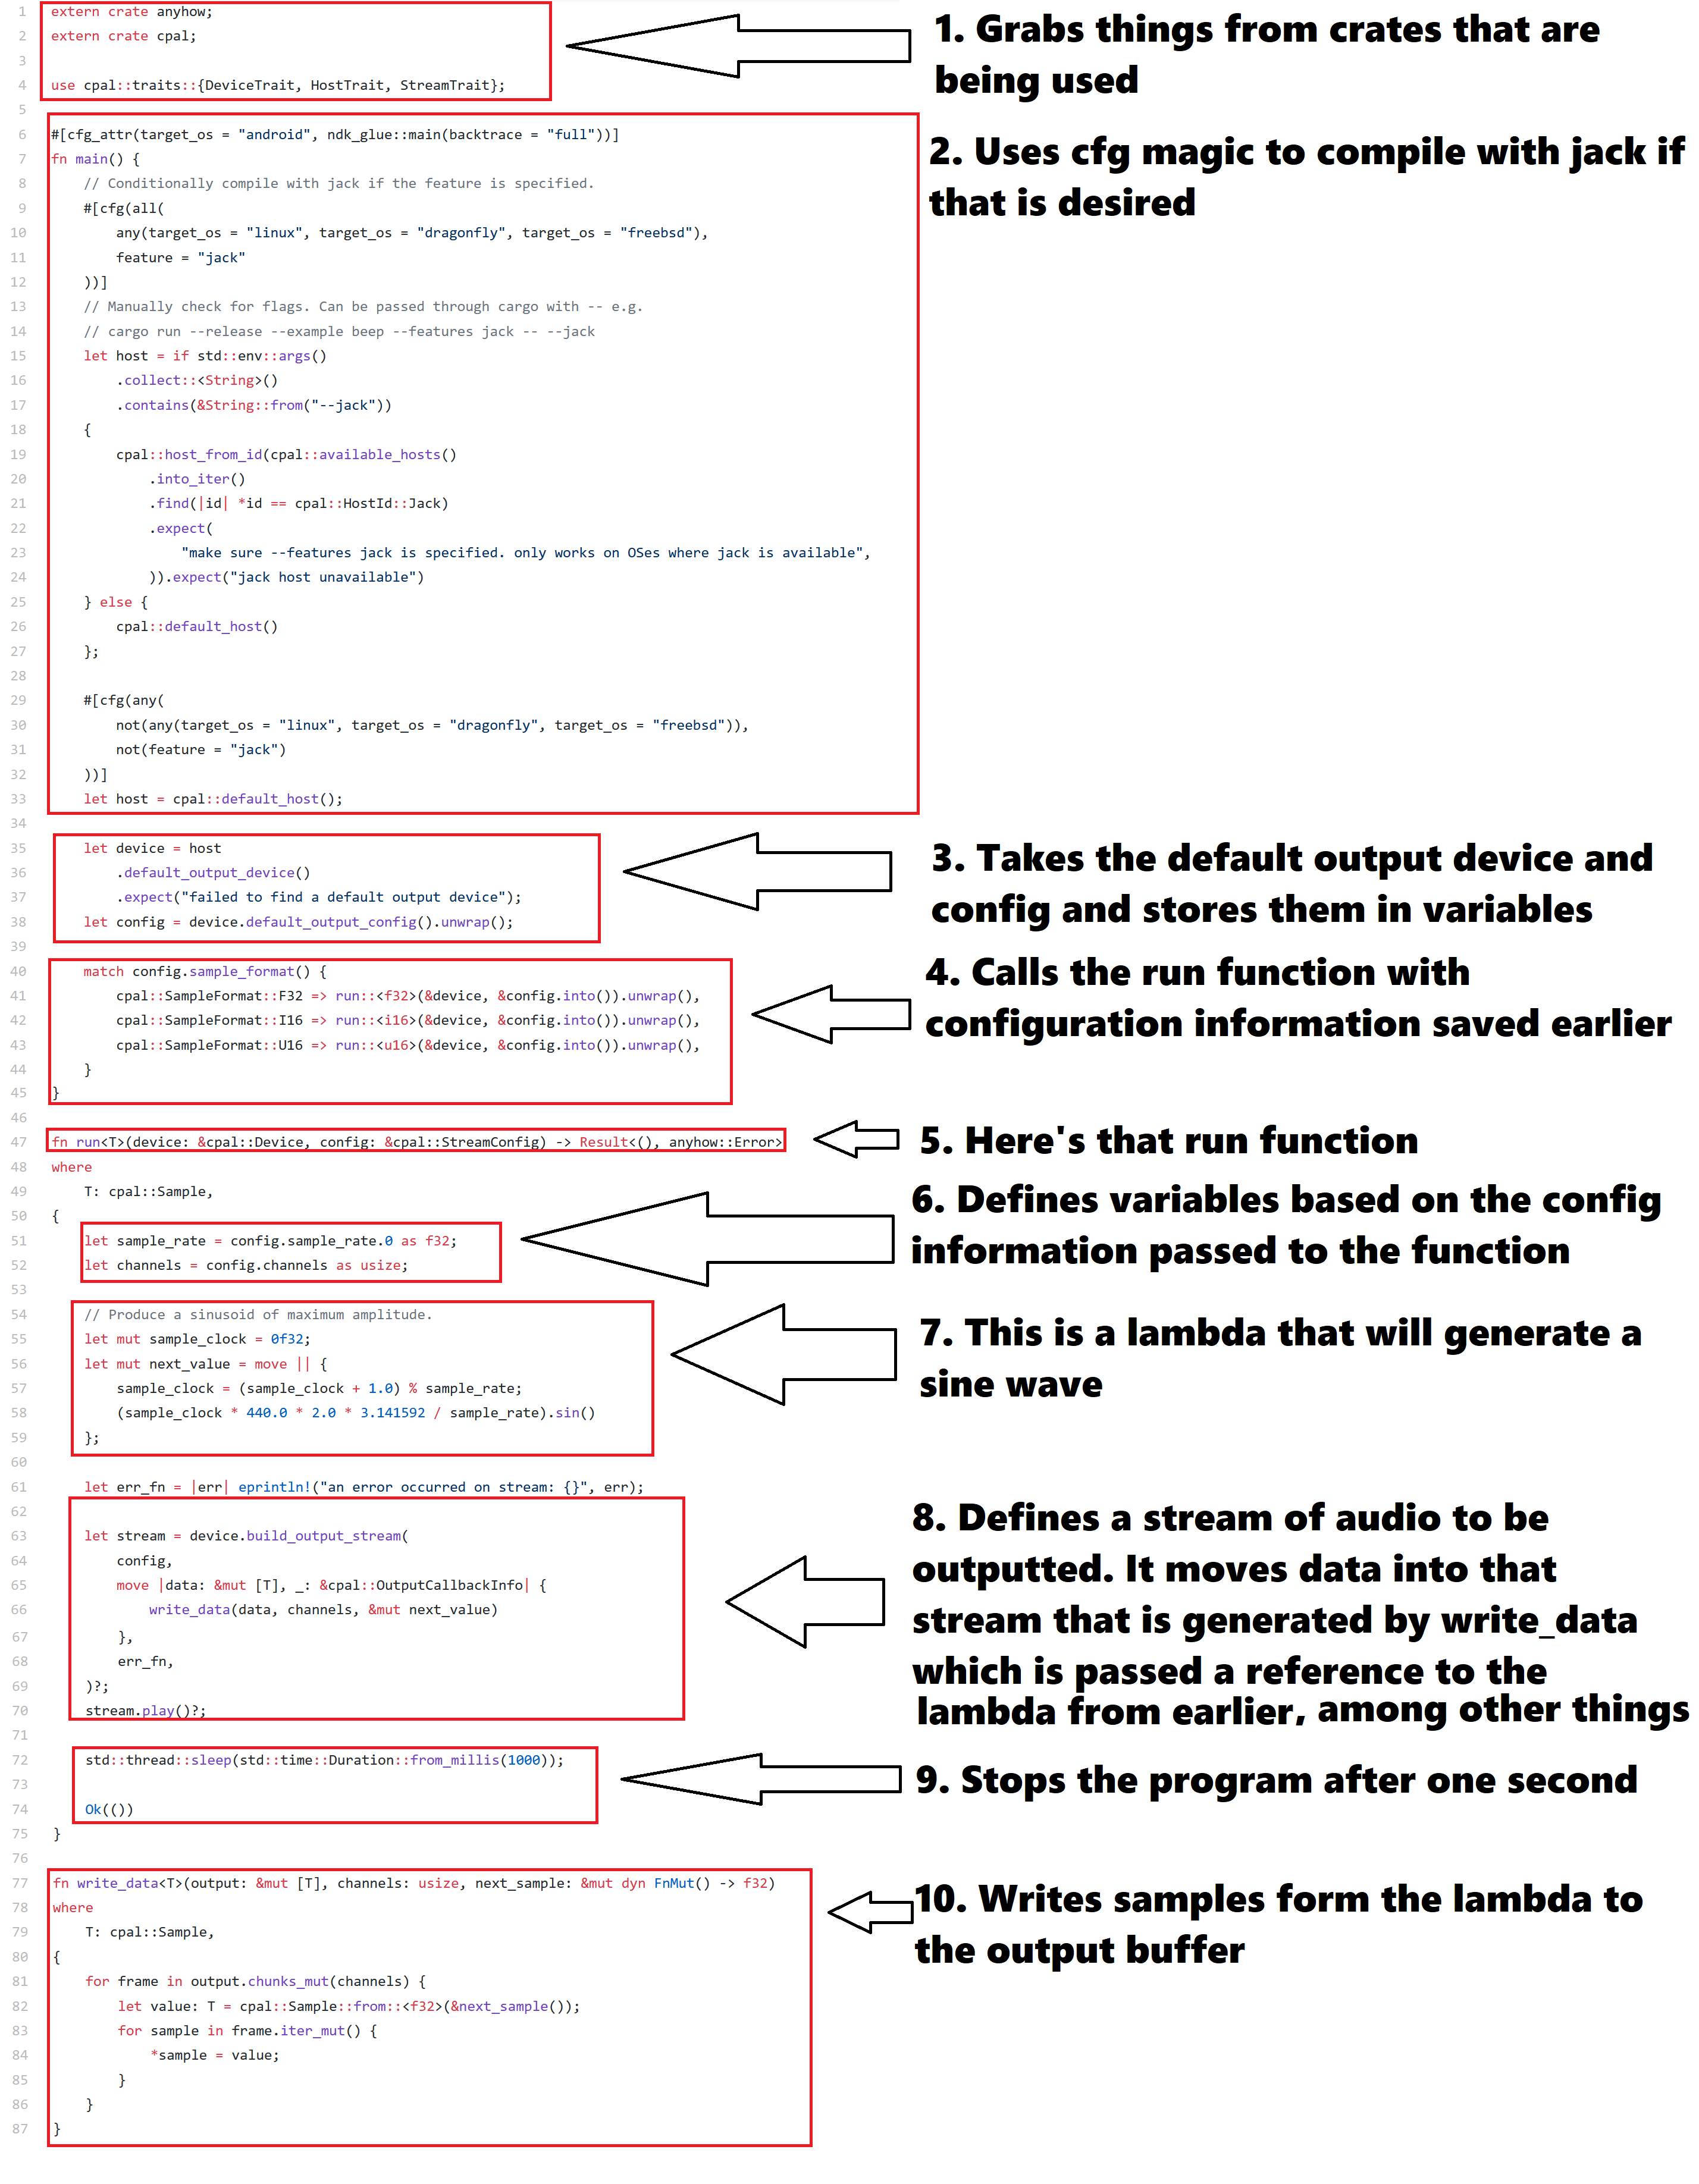 1 extern crate anyhow;
2 extern crate cpal;
3
4 use cpal::traits::{DeviceTrait, HostTrait, StreamTrait};
1. Grabs things from crates that are
being used
5
6 #[cfg_attr(target_os = "android", ndk_glue::main(backtrace = "full"))]
7 fn main() {
8     // Conditionally compile with jack if the feature is specified.
9     #[cfg(all(
10         any(target_os = "linux", target_os = "dragonfly", target_os = "freebsd"),
11         feature = "jack"
12     ))]
13     // Manually check for flags. Can be passed through cargo with -- e.g.
14     // cargo run --release --example beep --features jack -- --jack
15     let host = if std::env::args()
16         .collect::<String>()
17         .contains(&String::from("--jack"))
18     {
19         cpal::host_from_id(cpal::available_hosts()
20             .into_iter()
21             .find(|id| *id == cpal::HostId::Jack)
22             .expect(
23                 "make sure --features jack is specified. only works on OSes where jack is available",
24             )).expect("jack host unavailable")
25     } else {
26         cpal::default_host()
27     };
28
29     #[cfg(any(
30         not(any(target_os = "linux", target_os = "dragonfly", target_os = "freebsd")),
31         not(feature = "jack")
32     ))]
33     let host = cpal::default_host();
2. Uses cfg magic to compile with jack if
that is desired
34
35     let device = host
36         .default_output_device()
37         .expect("failed to find a default output device");
38     let config = device.default_output_config().unwrap();
3. Takes the default output device and
config and stores them in variables
39
40     match config.sample_format() {
41         cpal::SampleFormat::F32 => run::<f32>(&device, &config.into()).unwrap(),
42         cpal::SampleFormat::I16 => run::<i16>(&device, &config.into()).unwrap(),
43         cpal::SampleFormat::U16 => run::<u16>(&device, &config.into()).unwrap(),
44     }
45 }
4. Calls the run function with
configuration information saved earlier
46
47 fn run<T>(device: &cpal::Device, config: &cpal::StreamConfig) -> Result<(), anyhow::Error>
5. Here's that run function
48 where
49     T: cpal::Sample,
50 {
51     let sample_rate = config.sample_rate.0 as f32;
52     let channels = config.channels as usize;
6. Defines variables based on the config
information passed to the function
53
54     // Produce a sinusoid of maximum amplitude.
55     let mut sample_clock = 0f32;
56     let mut next_value = move || {
57         sample_clock = (sample_clock + 1.0) % sample_rate;
58         (sample_clock * 440.0 * 2.0 * 3.141592 / sample_rate).sin()
59     };
7. This is a lambda that will generate a
sine wave
60
61     let err_fn = |err| eprintln!("an error occurred on stream: {}", err);
62
63     let stream = device.build_output_stream(
64         config,
65         move |data: &mut [T], _: &cpal::OutputCallbackInfo| {
66             write_data(data, channels, &mut next_value)
67         },
68         err_fn,
69     )?;
70     stream.play()?;
8. Defines a stream of audio to be
outputted. It moves data into that
stream that is generated by write_data
which is passed a reference to the
lambda from earlier, among other things
71
72     std::thread::sleep(std::time::Duration::from_millis(1000));
73
74     Ok(())
9. Stops the program after one second
75 }
76
77 fn write_data<T>(output: &mut [T], channels: usize, next_sample: &mut dyn FnMut() -> f32)
78 where
79     T: cpal::Sample,
80 {
81     for frame in output.chunks_mut(channels) {
82         let value: T = cpal::Sample::from::<f32>(&next_sample());
83         for sample in frame.iter_mut() {
84             *sample = value;
85         }
86     }
87 }
10. Writes samples form the lambda to
the output buffer